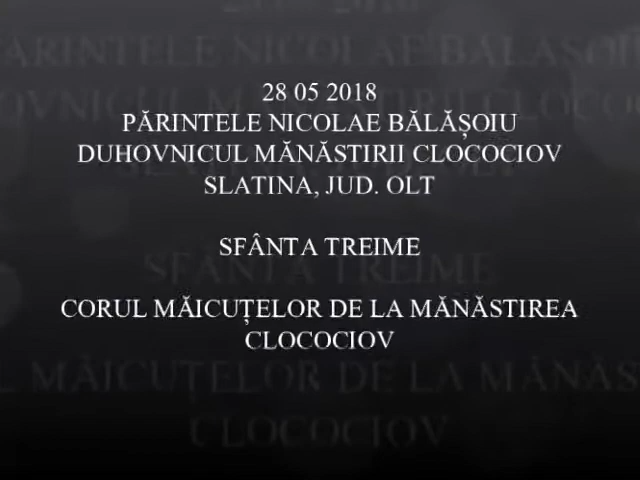 28 05 2018
PĂRINTELE NICOLAE BĂLĂȘOIU
DUHOVNICUL MĂNĂSTIRII CLOCOCIOV
SLATINA, JUD. OLT
SFÂNTA TREIME
CORUL MĂICUȚELOR DE LA MĂNĂSTIREA
CLOCOCIOV